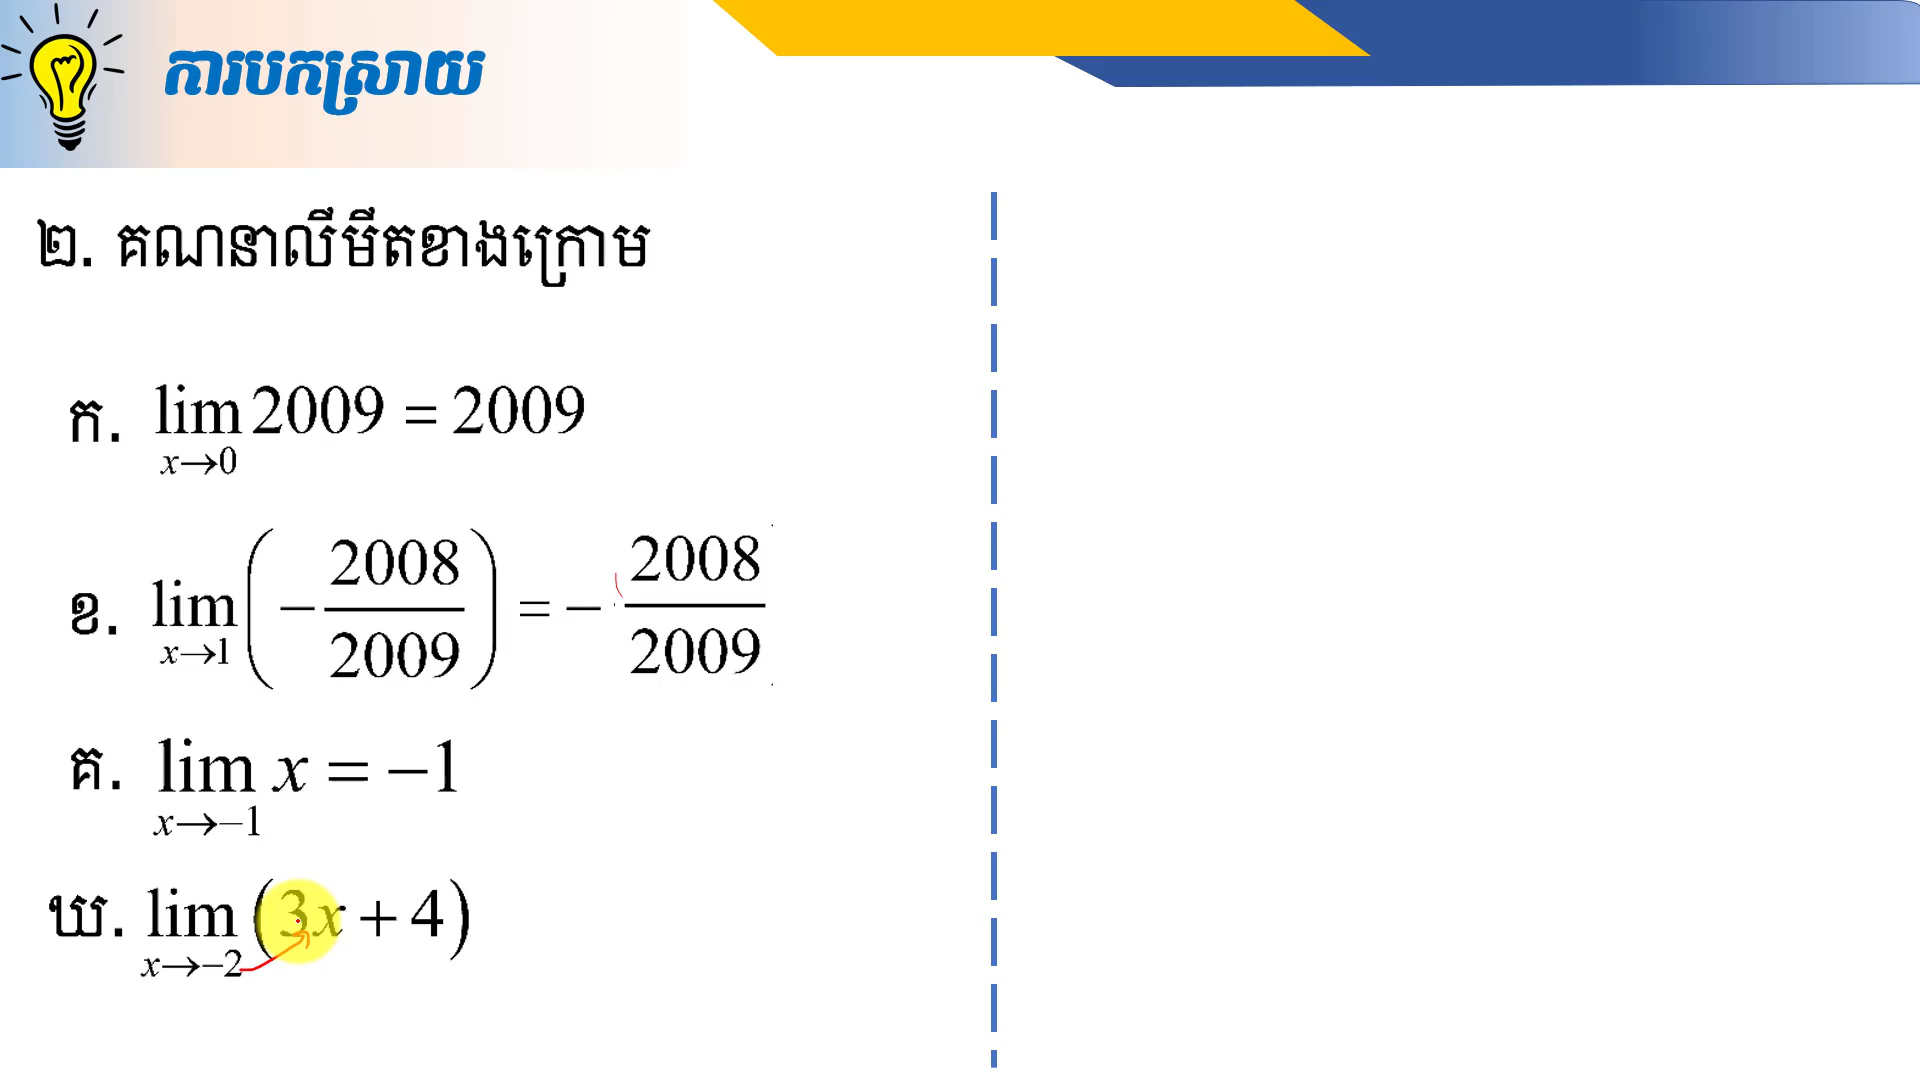 ការបកស្រាយ
២. គណនាលីមីតខាងក្រោម
ក. lim x→0 2009 = 2009
ខ. lim x→1 (− 2008/2009) = − 2008/2009
គ. lim x→−1 x = −1
ឃ. lim x→−2 (3x + 4)